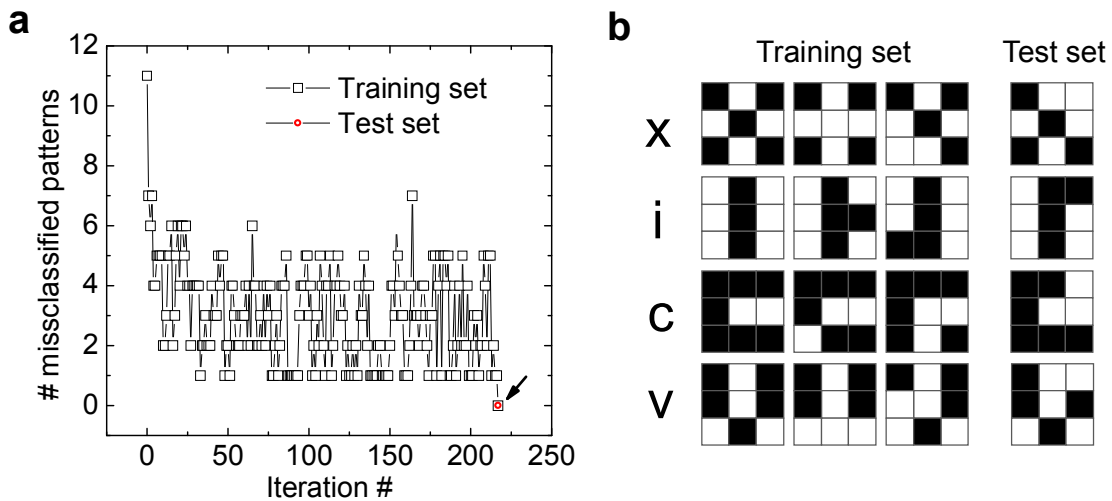 a
12
10
8
6
4
2
0
# missclassified patterns
Training set
Test set
0 50 100 150 200 250
Iteration #
b
Training set Test set
x
i
c
v